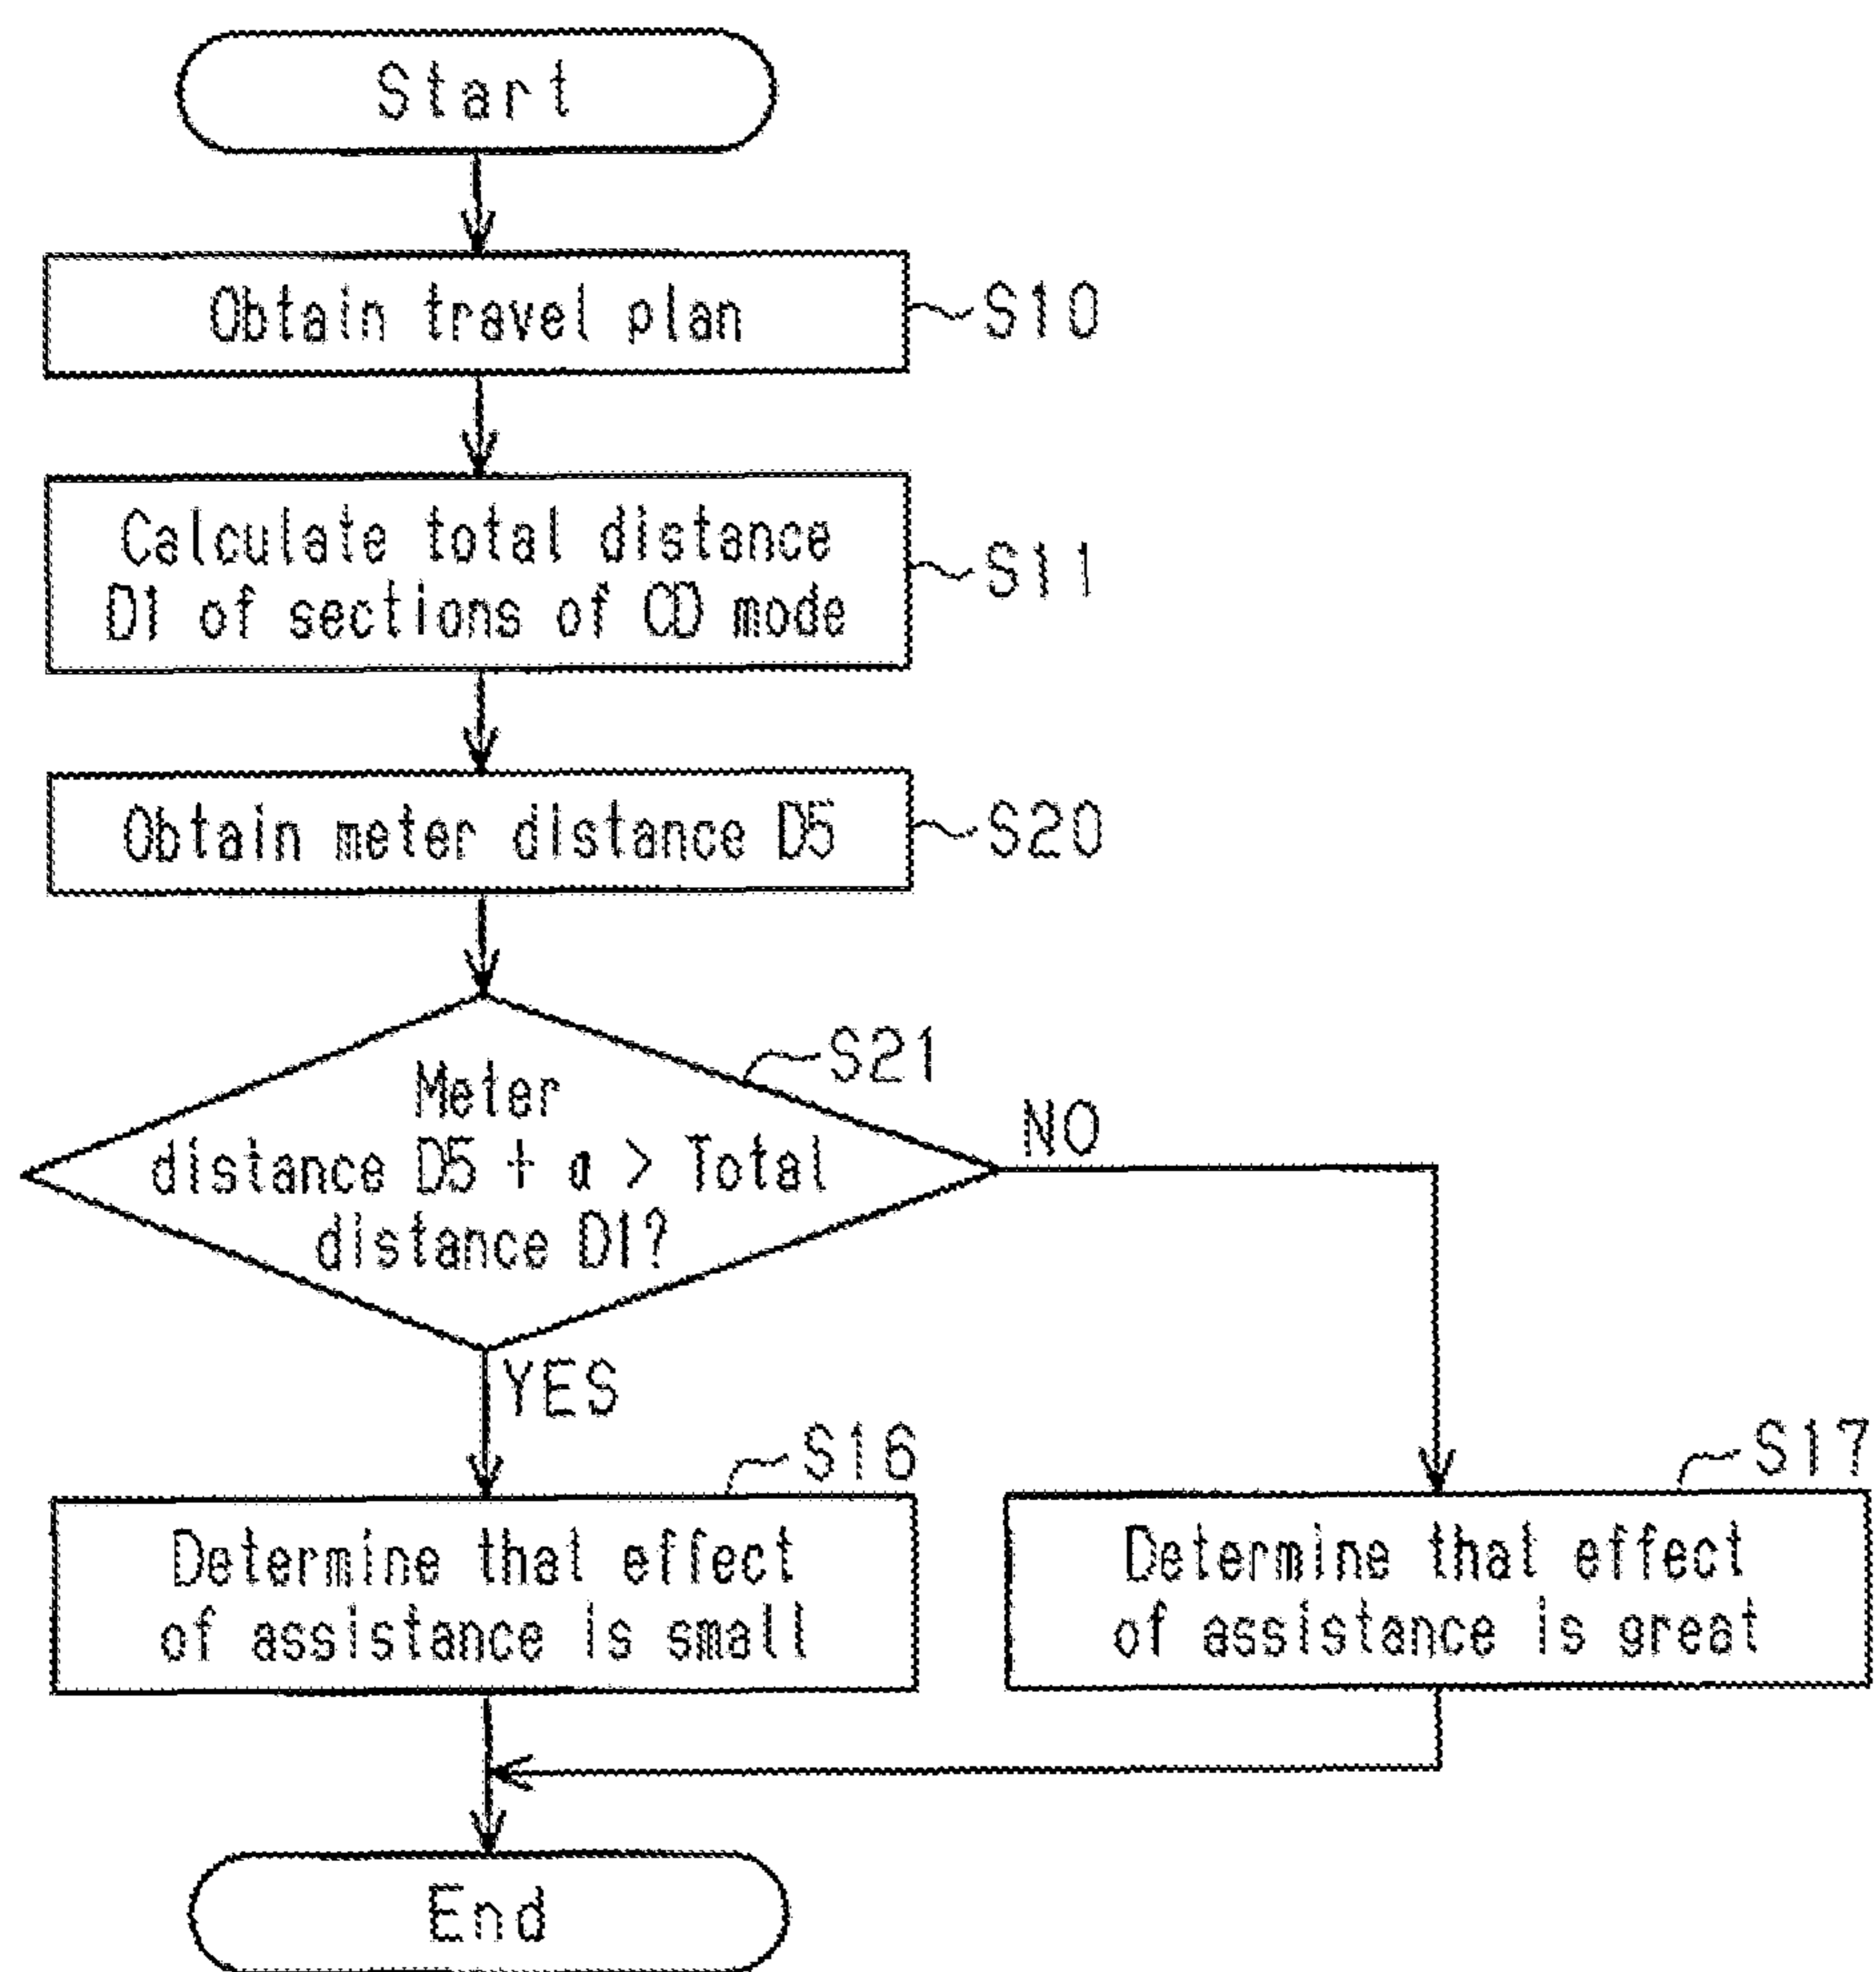 Start
Obtain travel plan
S10
Calculate total distance
D1 of sections of CD mode
S11
Obtain meter distance D5
S20
S21
Meter
distance D5 + α > Total
distance D1?
NO
YES
S16
Determine that effect
of assistance is small
S17
Determine that effect
of assistance is great
End